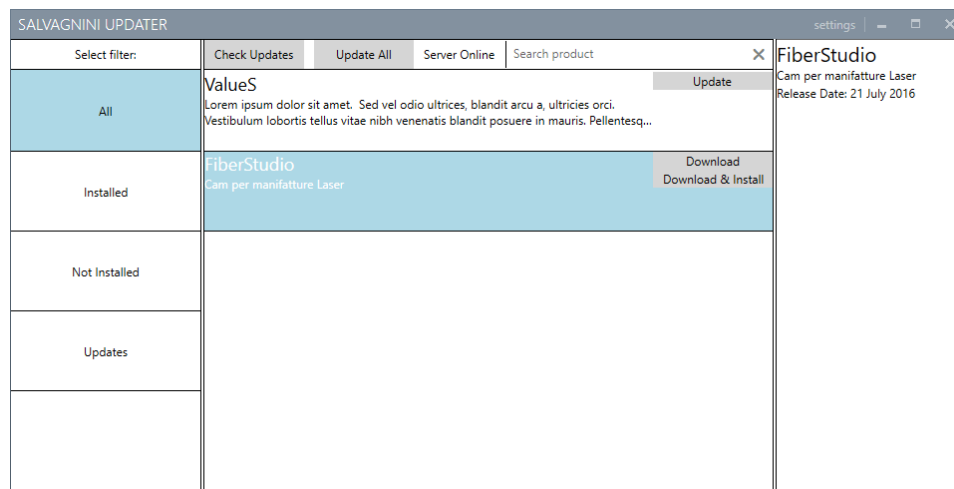 SALVAGNINI UPDATER
settings
Select filter:
Check Updates
Update All
Server Online
Search product
All
Installed
Not Installed
Updates
ValueS
Lorem ipsum dolor sit amet.  Sed vel odio ultrices, blandit arcu a, ultricies orci.
Vestibulum lobortis tellus vitae nibh venenatis blandit posuere in mauris. Pellentesq...
Update
FiberStudio
Cam per manifatture Laser
Download
Download & Install
FiberStudio
Cam per manifatture Laser
Release Date: 21 July 2016